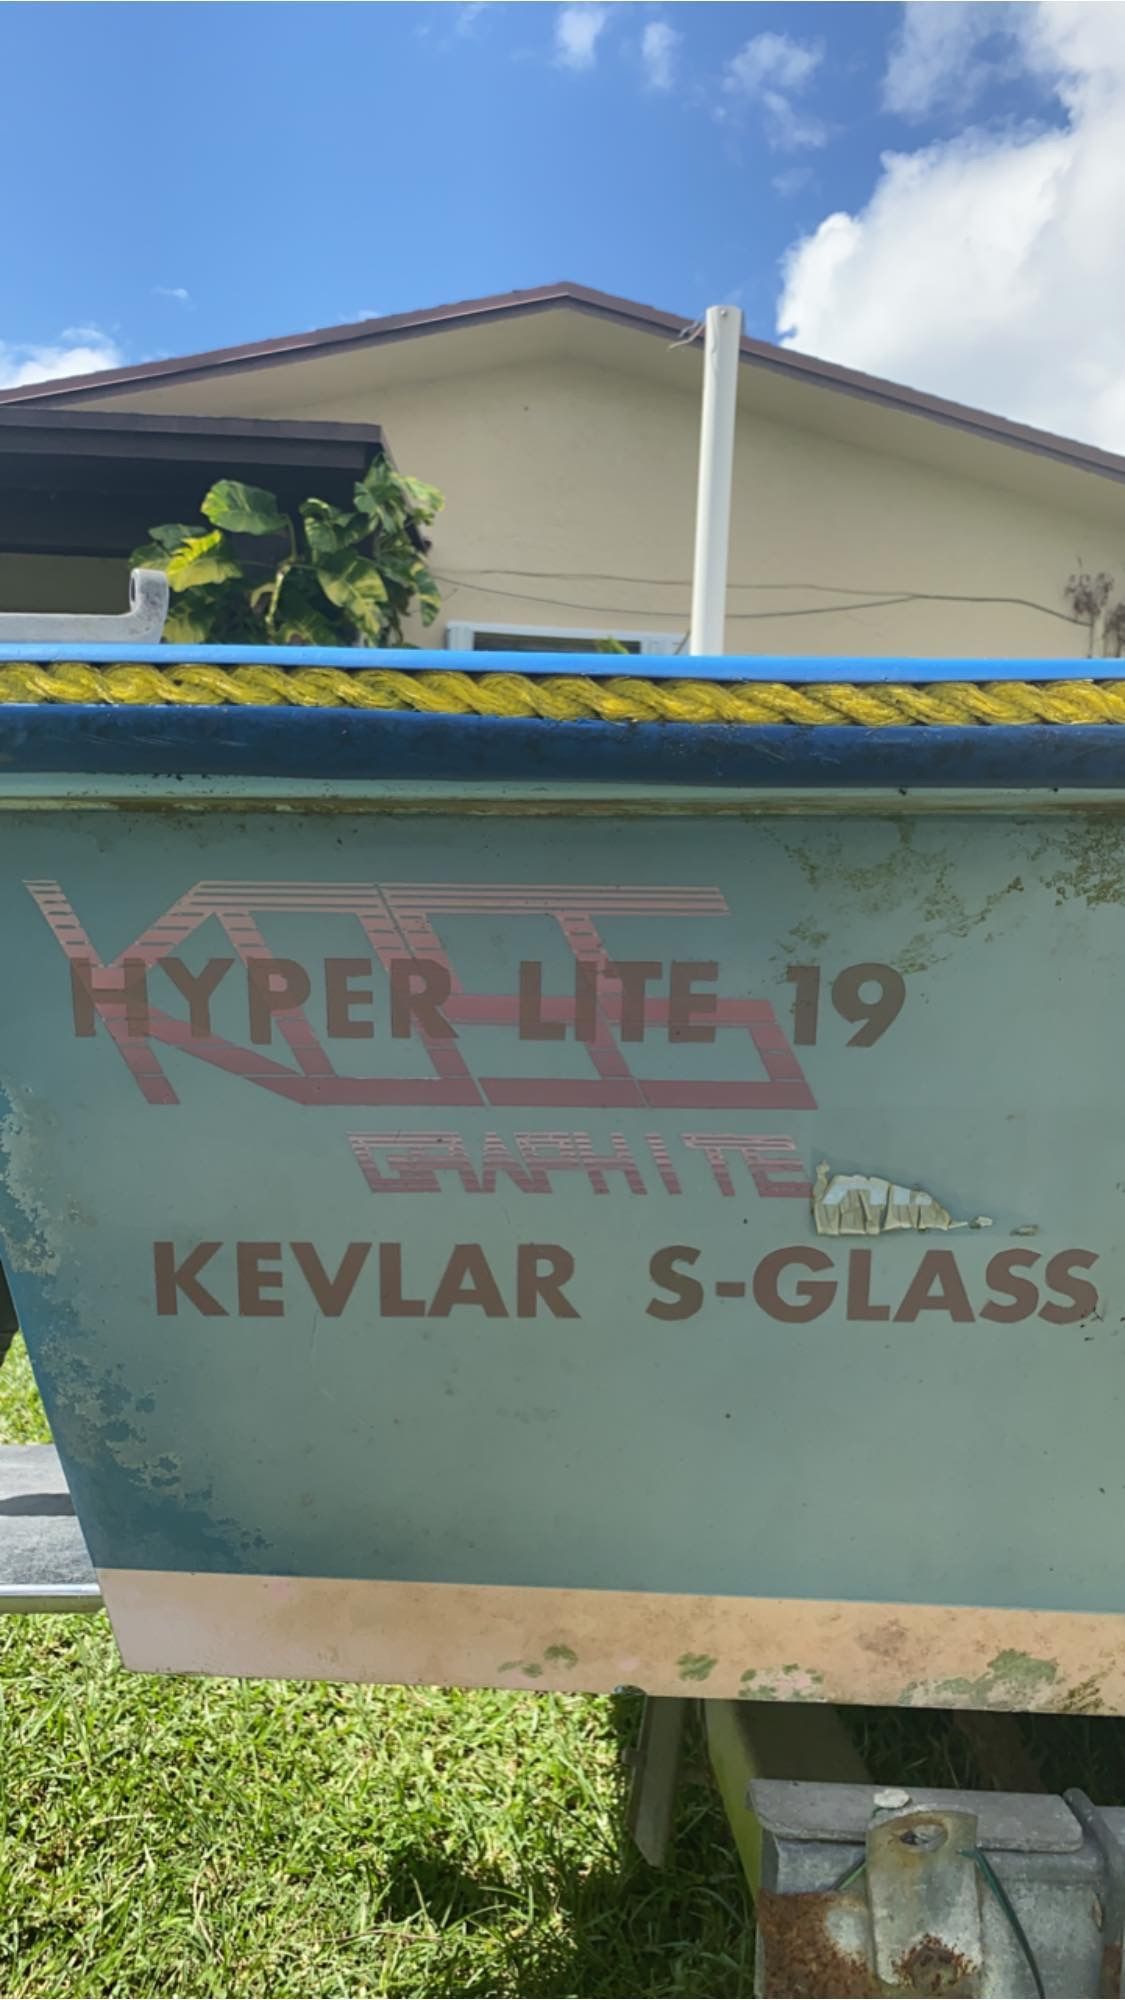 KOSS
HYPER LITE 19
GRAPHITE
KEVLAR S-GLASS